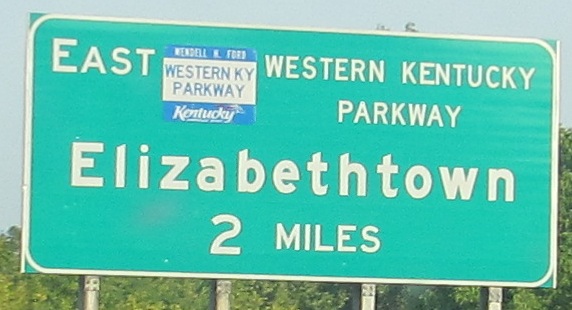 EAST WENDELL H. FORD WESTERN KENTUCKY
WESTERN KY PARKWAY
PARKWAY
Kentucky
Elizabethtown
2 MILES